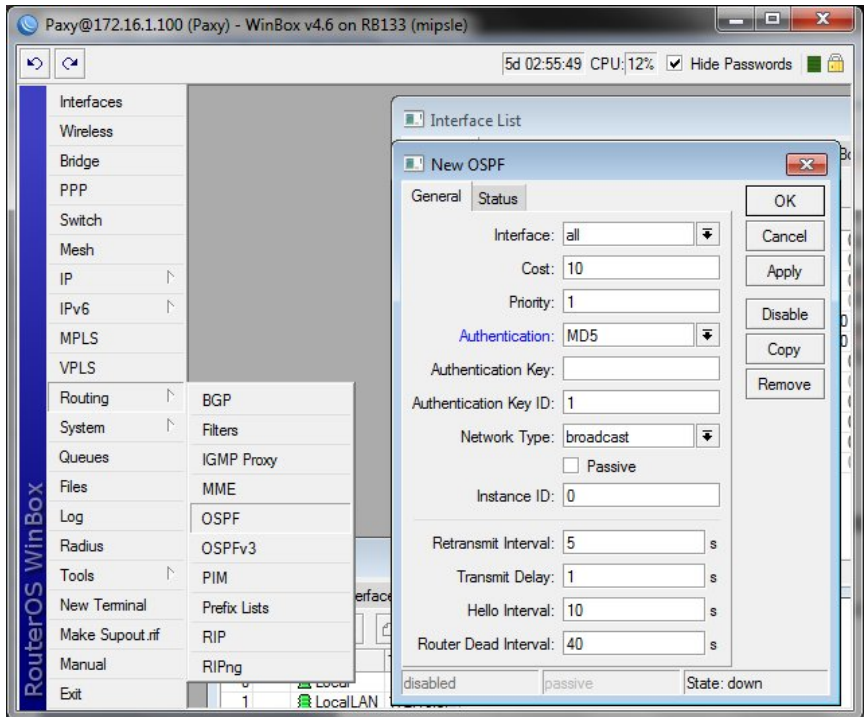 Paxy@172.16.1.100 (Paxy) - WinBox v4.6 on RB133 (mipsle)
5d 02:55:49 CPU: 12% Hide Passwords
RouterOS WinBox
Interfaces
Wireless
Bridge
PPP
Switch
Mesh
IP
IPv6
MPLS
VPLS
Routing
System
Queues
Files
Log
Radius
Tools
New Terminal
Make Supout.rif
Manual
Exit
BGP
Filters
IGMP Proxy
MME
OSPF
OSPFv3
PIM
Prefix Lists
RIP
RIPng
Interface List
New OSPF
General Status
Interface: all
Cost: 10
Priority: 1
Authentication: MD5
Authentication Key:
Authentication Key ID: 1
Network Type: broadcast
Passive
Instance ID: 0
Retransmit Interval: 5 s
Transmit Delay: 1 s
Hello Interval: 10 s
Router Dead Interval: 40 s
OK
Cancel
Apply
Disable
Copy
Remove
disabled passive State: down
1 LocalLAN